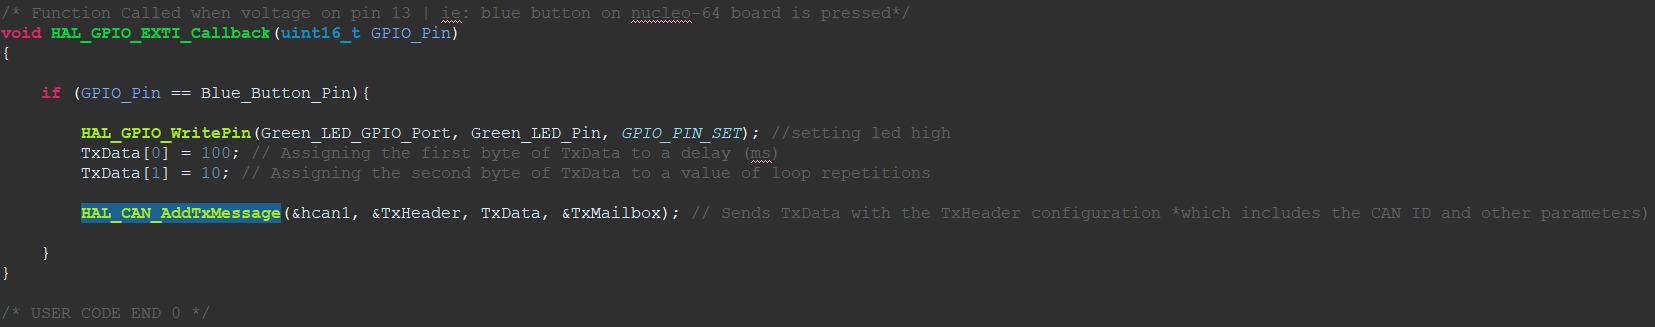 /* Function Called when voltage on pin 13 | ie: blue button on nucleo-64 board is pressed*/
void HAL_GPIO_EXTI_Callback(uint16_t GPIO_Pin)
{
if (GPIO_Pin == Blue_Button_Pin){
HAL_GPIO_WritePin(Green_LED_GPIO_Port, Green_LED_Pin, GPIO_PIN_SET); //setting led high
TxData[0] = 100; // Assigning the first byte of TxData to a delay (ms)
TxData[1] = 10; // Assigning the second byte of TxData to a value of loop repetitions
HAL_CAN_AddTxMessage(&hcan1, &TxHeader, TxData, &TxMailbox); // Sends TxData with the TxHeader configuration *which includes the CAN ID and other parameters)
}
}
/* USER CODE END 0 */